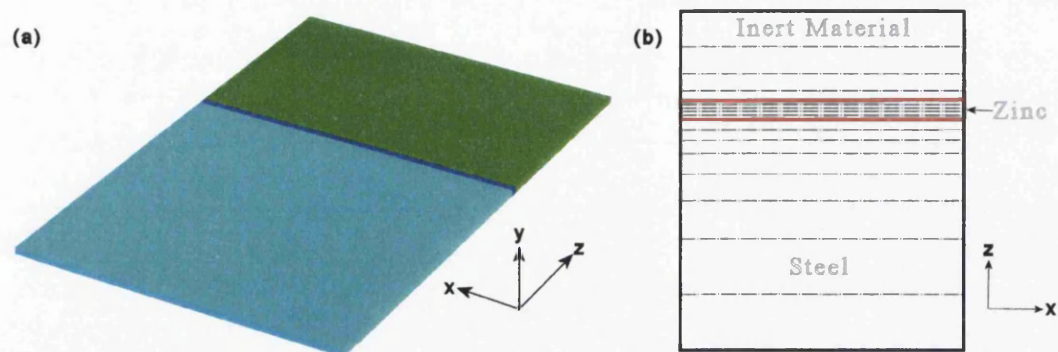 (a)
y
z
x
(b)
Inert Material
Zinc
Steel
z
x